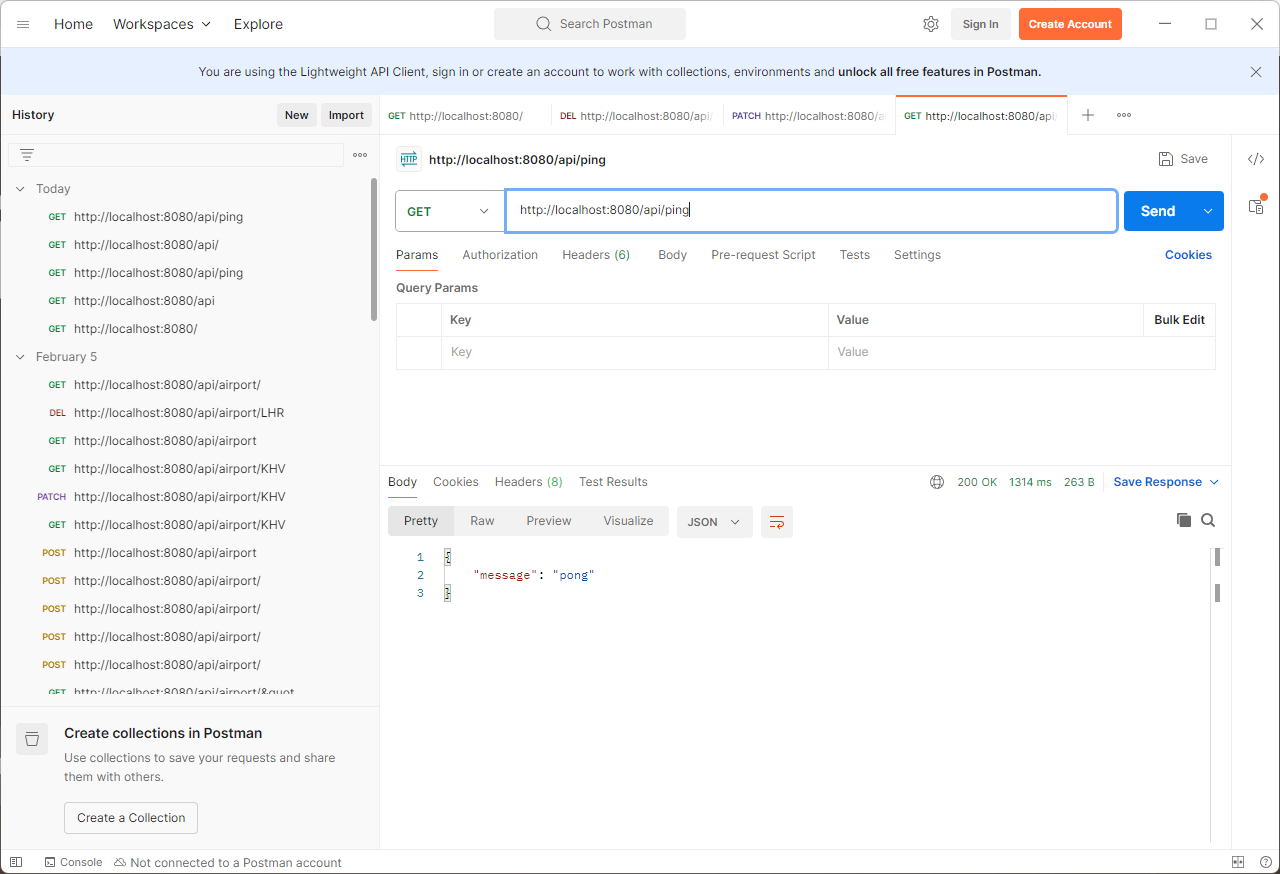 Home Workspaces Explore Search Postman Sign In Create Account
You are using the Lightweight API Client, sign in or create an account to work with collections, environments and unlock all free features in Postman.
History New Import
GET http://localhost:8080/ DEL http://localhost:8080/api/ PATCH http://localhost:8080/a GET http://localhost:8080/api/
HTTP http://localhost:8080/api/ping Save
Today
GET http://localhost:8080/api/ping
GET http://localhost:8080/api/
GET http://localhost:8080/api/ping
GET http://localhost:8080/api
GET http://localhost:8080/
February 5
GET http://localhost:8080/api/airport/
DEL http://localhost:8080/api/airport/LHR
GET http://localhost:8080/api/airport
GET http://localhost:8080/api/airport/KHV
PATCH http://localhost:8080/api/airport/KHV
GET http://localhost:8080/api/airport/KHV
POST http://localhost:8080/api/airport
POST http://localhost:8080/api/airport/
POST http://localhost:8080/api/airport/
POST http://localhost:8080/api/airport/
POST http://localhost:8080/api/airport/
GET http://localhost:8080/api/airport/&quot
Create collections in Postman
Use collections to save your requests and share
them with others.
Create a Collection
GET http://localhost:8080/api/ping Send
Params Authorization Headers (6) Body Pre-request Script Tests Settings Cookies
Query Params
Key Value Bulk Edit
Key Value
Body Cookies Headers (8) Test Results 200 OK 1314 ms 263 B Save Response
Pretty Raw Preview Visualize JSON
1 {
2 "message": "pong"
3 }
Console Not connected to a Postman account